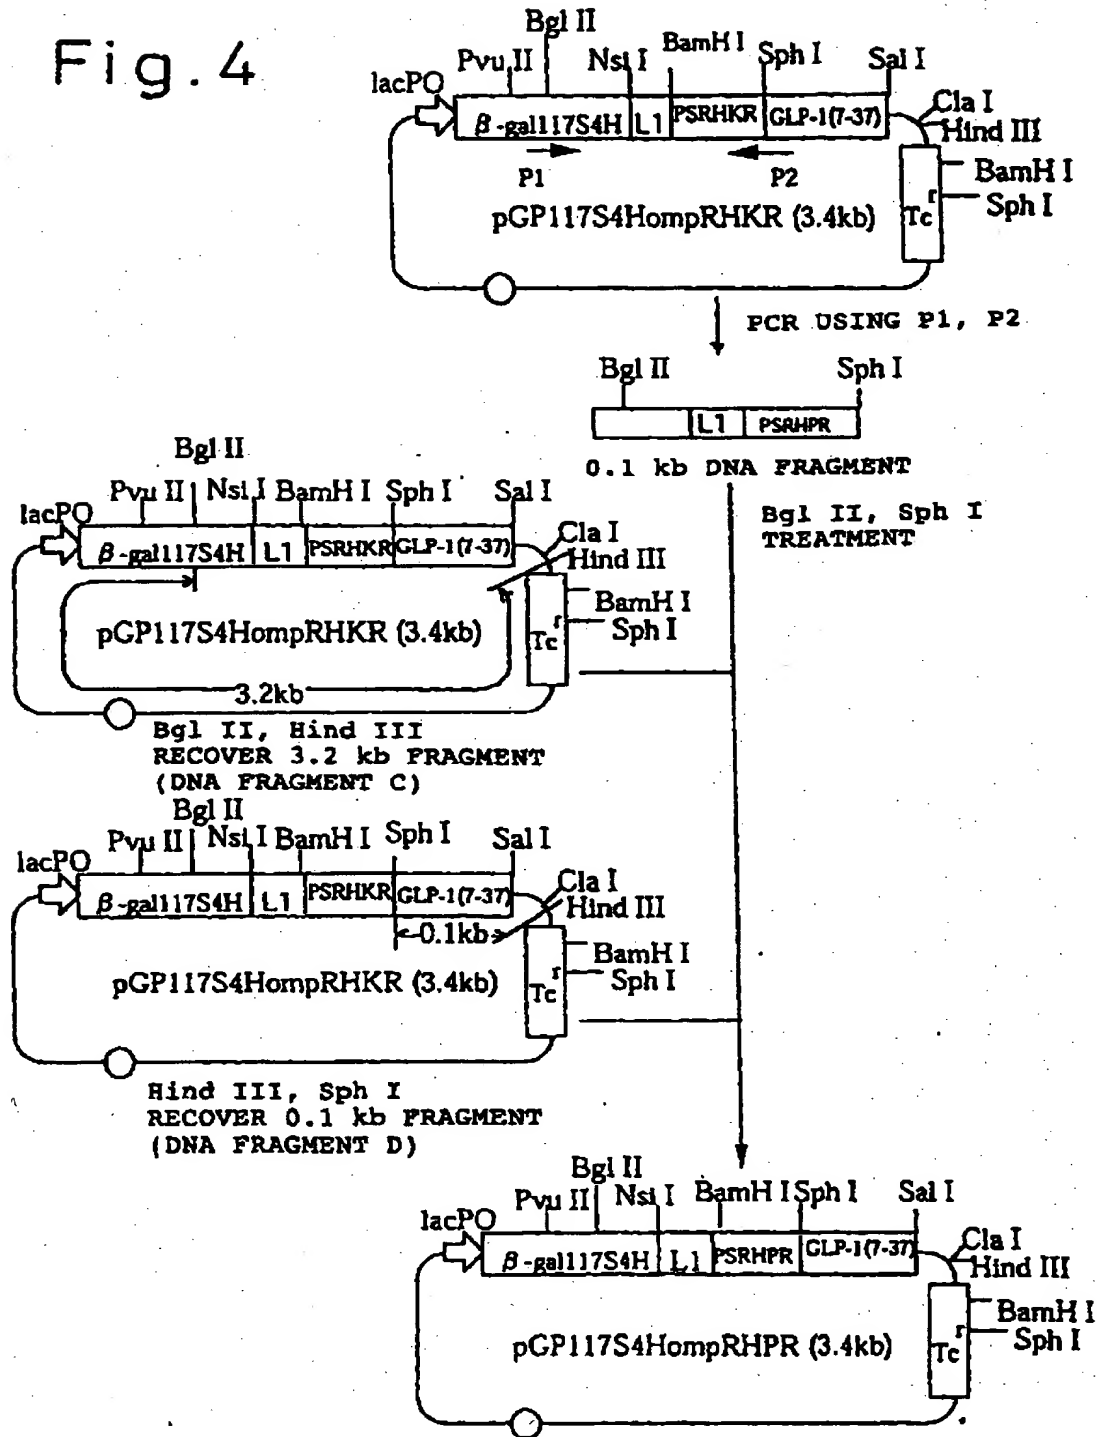 Fig. 4
Bgl II
Pvu II
Nsi I
BamH I
Sph I
Sal I
lacPO
β-gal117S4H
L1
PSRHKR
GLP-1(7-37)
Cla I
Hind III
P1
P2
BamH I
Sph I
Tc r
pGP117S4HompRHKR (3.4kb)
PCR USING P1, P2
Bgl II
Sph I
L1
PSRHPR
0.1 kb DNA FRAGMENT
Bgl II, Sph I
TREATMENT
Bgl II
Pvu II
Nsi I
BamH I
Sph I
Sal I
lacPO
β-gal117S4H
L1
PSRHKR
GLP-1(7-37)
Cla I
Hind III
BamH I
Sph I
Tc r
pGP117S4HompRHKR (3.4kb)
3.2kb
Bgl II, Hind III
RECOVER 3.2 kb FRAGMENT
(DNA FRAGMENT C)
Bgl II
Pvu II
Nsi I
BamH I
Sph I
Sal I
lacPO
β-gal117S4H
L1
PSRHKR
GLP-1(7-37)
Cla I
Hind III
0.1kb
BamH I
Sph I
Tc r
pGP117S4HompRHKR (3.4kb)
Hind III, Sph I
RECOVER 0.1 kb FRAGMENT
(DNA FRAGMENT D)
Bgl II
Pvu II
Nsi I
BamH I
Sph I
Sal I
lacPO
β-gal117S4H
L1
PSRHPR
GLP-1(7-37)
Cla I
Hind III
BamH I
Sph I
Tc r
pGP117S4HompRHPR (3.4kb)